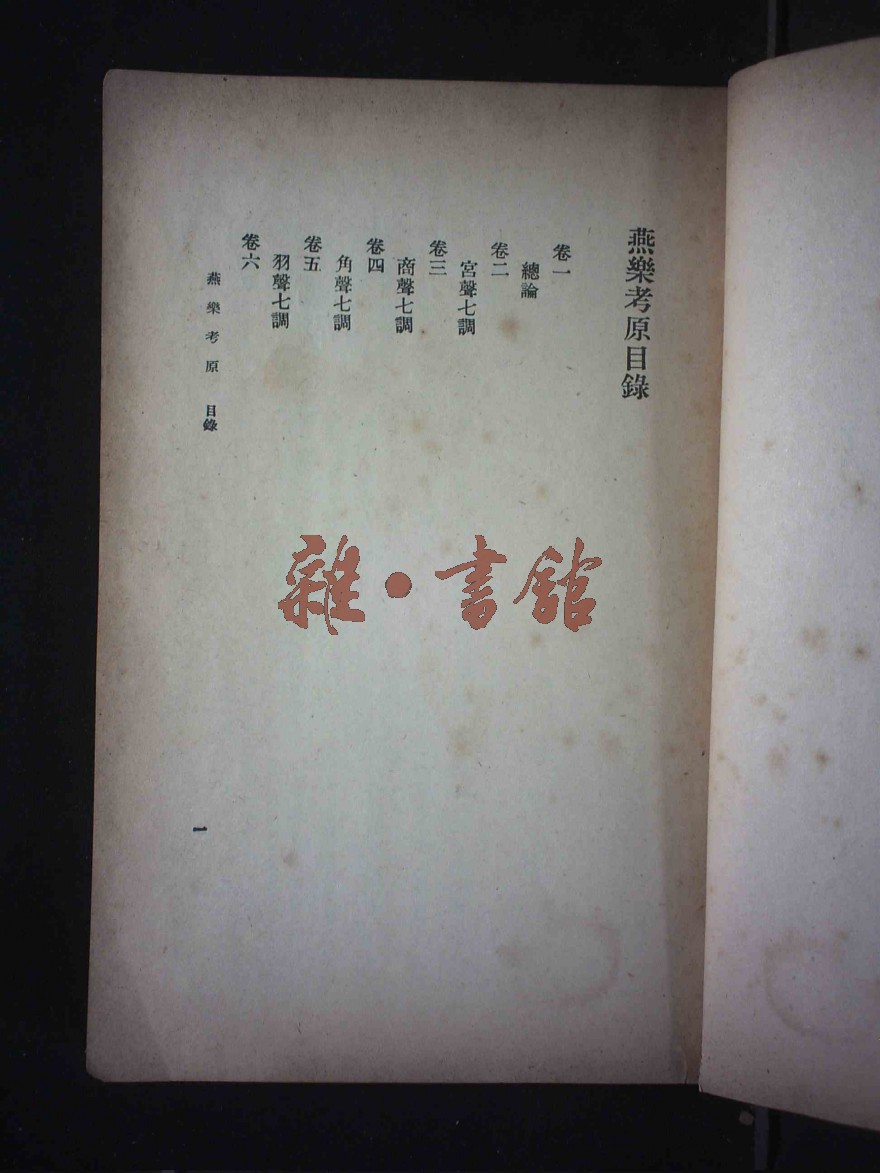 燕樂考原目錄
卷一
總論
卷二
宮聲七調
卷三
商聲七調
卷四
角聲七調
卷五
羽聲七調
卷六
燕樂考原 目錄
一
雜·書館